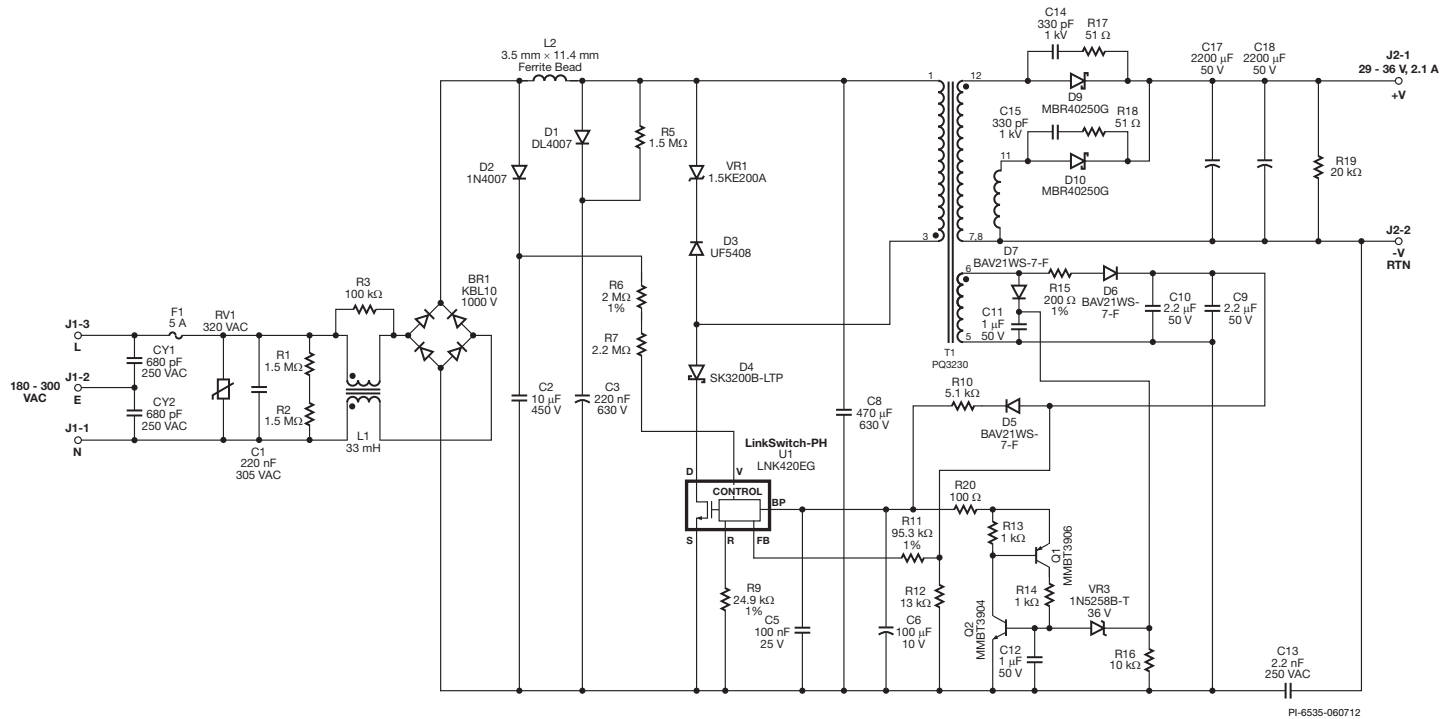 L2
3.5 mm × 11.4 mm
Ferrite Bead
C14
330 pF
1 kV
R17
51 Ω
D9
MBR40250G
C15
330 pF
1 kV
R18
51 Ω
D10
MBR40250G
C17
2200 µF
50 V
C18
2200 µF
50 V
J2-1
29 - 36 V, 2.1 A
+V
R19
20 kΩ
J2-2
-V
RTN
1
3
12
11
7,8
6
5
T1
PQ3230
D2
1N4007
D1
DL4007
R5
1.5 MΩ
VR1
1.5KE200A
D3
UF5408
D4
SK3200B-LTP
R6
2 MΩ
1%
R7
2.2 MΩ
C2
10 µF
450 V
C3
220 nF
630 V
C8
470 µF
630 V
D7
BAV21WS-7-F
R15
200 Ω
1%
D6
BAV21WS-
7-F
C11
1 µF
50 V
C10
2.2 µF
50 V
C9
2.2 µF
50 V
R10
5.1 kΩ
D5
BAV21WS-
7-F
J1-3
L
180 - 300
VAC
J1-2
E
J1-1
N
F1
5 A
CY1
680 pF
250 VAC
CY2
680 pF
250 VAC
RV1
320 VAC
C1
220 nF
305 VAC
R1
1.5 MΩ
R2
1.5 MΩ
R3
100 kΩ
L1
33 mH
BR1
KBL10
1000 V
LinkSwitch-PH
U1
LNK420EG
D
V
CONTROL
BP
S
R
FB
R9
24.9 kΩ
1%
C5
100 nF
25 V
C6
100 µF
10 V
R11
95.3 kΩ
1%
R12
13 kΩ
R20
100 Ω
R13
1 kΩ
Q1
MMBT3906
R14
1 kΩ
Q2
MMBT3904
C12
1 µF
50 V
VR3
1N5258B-T
36 V
R16
10 kΩ
C13
2.2 nF
250 VAC
PI-6535-060712